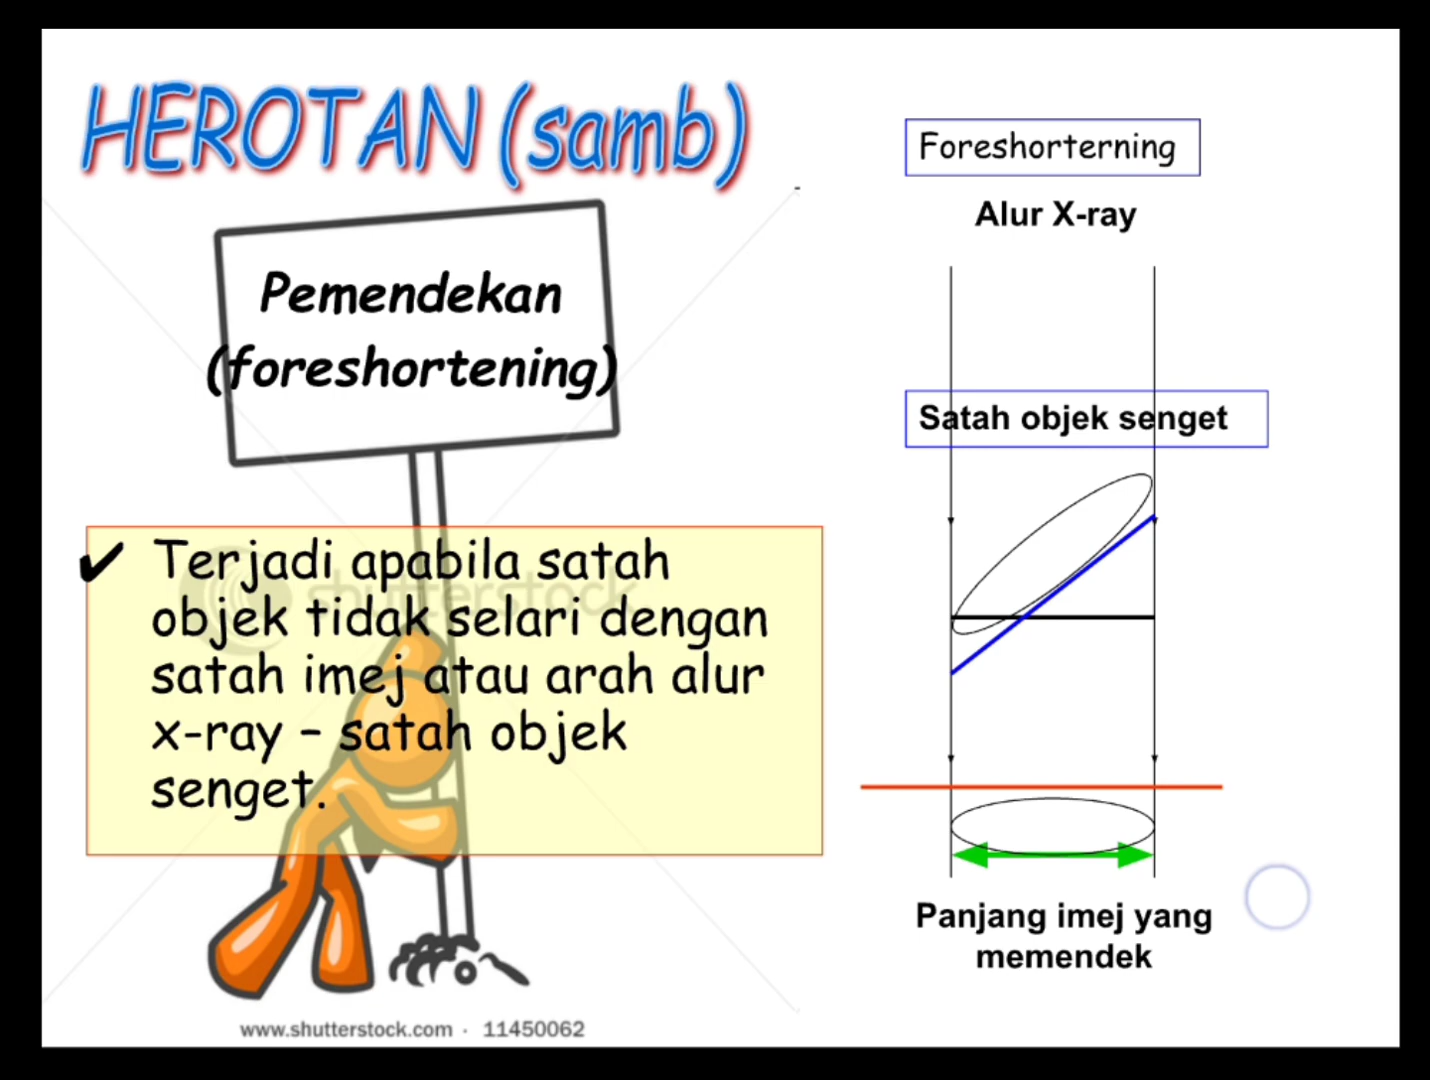 HEROTAN (samb)
Pemendekan
(foreshortening)
✔ Terjadi apabila satah
objek tidak selari dengan
satah imej atau arah alur
x-ray – satah objek
senget.
Foreshorterning
Alur X-ray
Satah objek senget
Panjang imej yang
memendek
shutterstock
www.shutterstock.com · 11450062